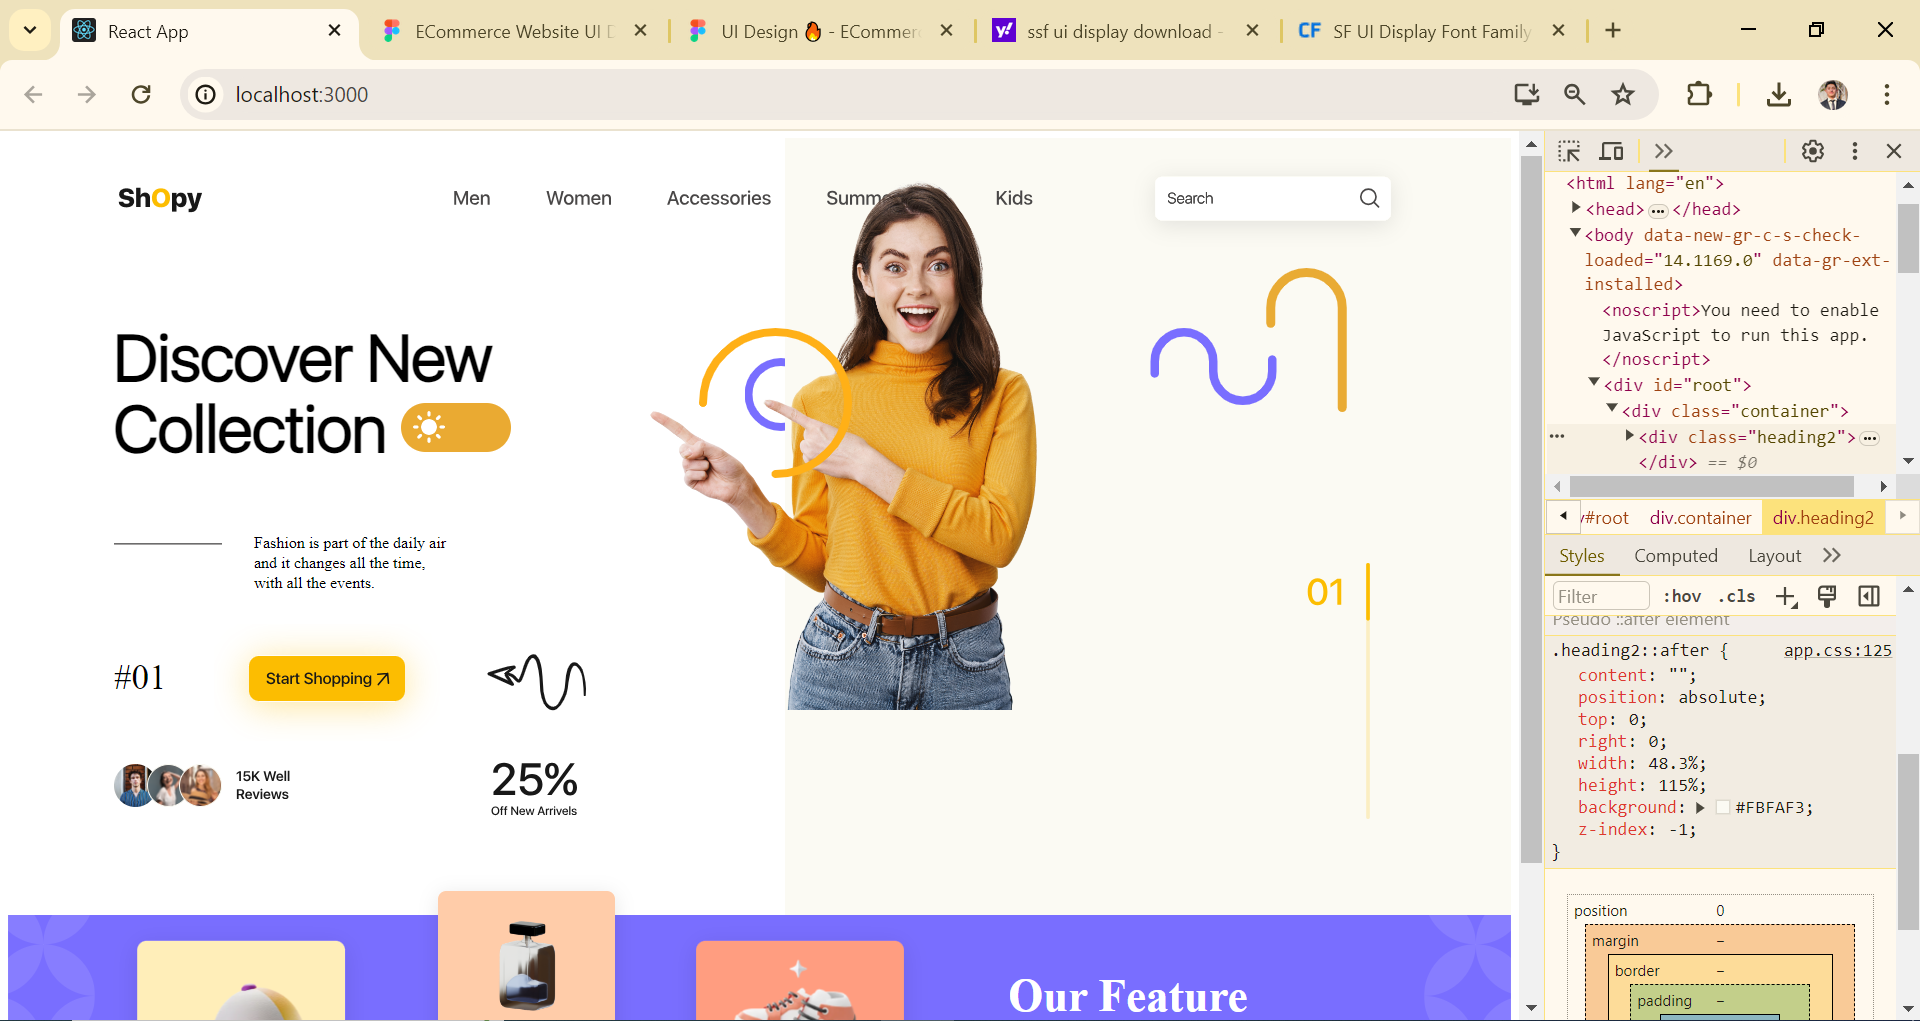 React App
ECommerce Website UI D
UI Design 🔥 - ECommerc
ssf ui display download -
CF SF UI Display Font Family
localhost:3000
ShOpy
Men Women Accessories Summe Kids
Search
Discover New
Collection
Fashion is part of the daily air
and it changes all the time,
with all the events.
01
#01
Start Shopping
15K Well
Reviews
25%
Off New Arrivels
Our Feature
<html lang="en">
<head> … </head>
<body data-new-gr-c-s-check-
loaded="14.1169.0" data-gr-ext-
installed>
<noscript>You need to enable
JavaScript to run this app.
</noscript>
<div id="root">
<div class="container">
<div class="heading2"> …
</div> == $0
#root div.container div.heading2
Styles Computed Layout
Filter :hov .cls
Pseudo ::after element
.heading2::after { app.css:125
content: "";
position: absolute;
top: 0;
right: 0;
width: 48.3%;
height: 115%;
background: #FBFAF3;
z-index: -1;
}
position 0
margin –
border –
padding –